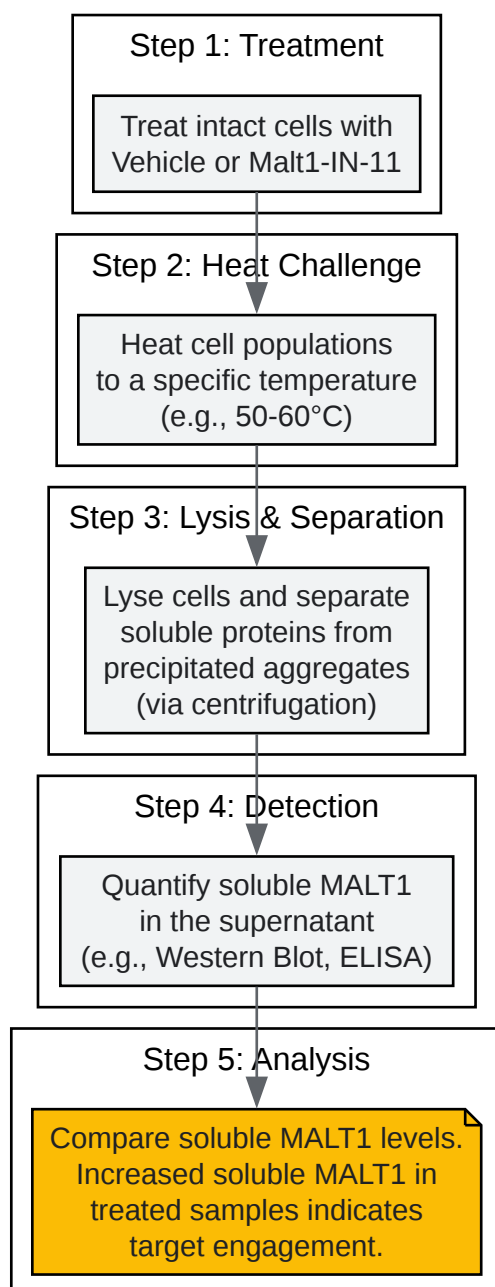 Step 1: Treatment
Treat intact cells with
Vehicle or Malt1-IN-11
Step 2: Heat Challenge
Heat cell populations
to a specific temperature
(e.g., 50-60°C)
Step 3: Lysis & Separation
Lyse cells and separate
soluble proteins from
precipitated aggregates
(via centrifugation)
Step 4: Detection
Quantify soluble MALT1
in the supernatant
(e.g., Western Blot, ELISA)
Step 5: Analysis
Compare soluble MALT1 levels.
Increased soluble MALT1 in
treated samples indicates
target engagement.